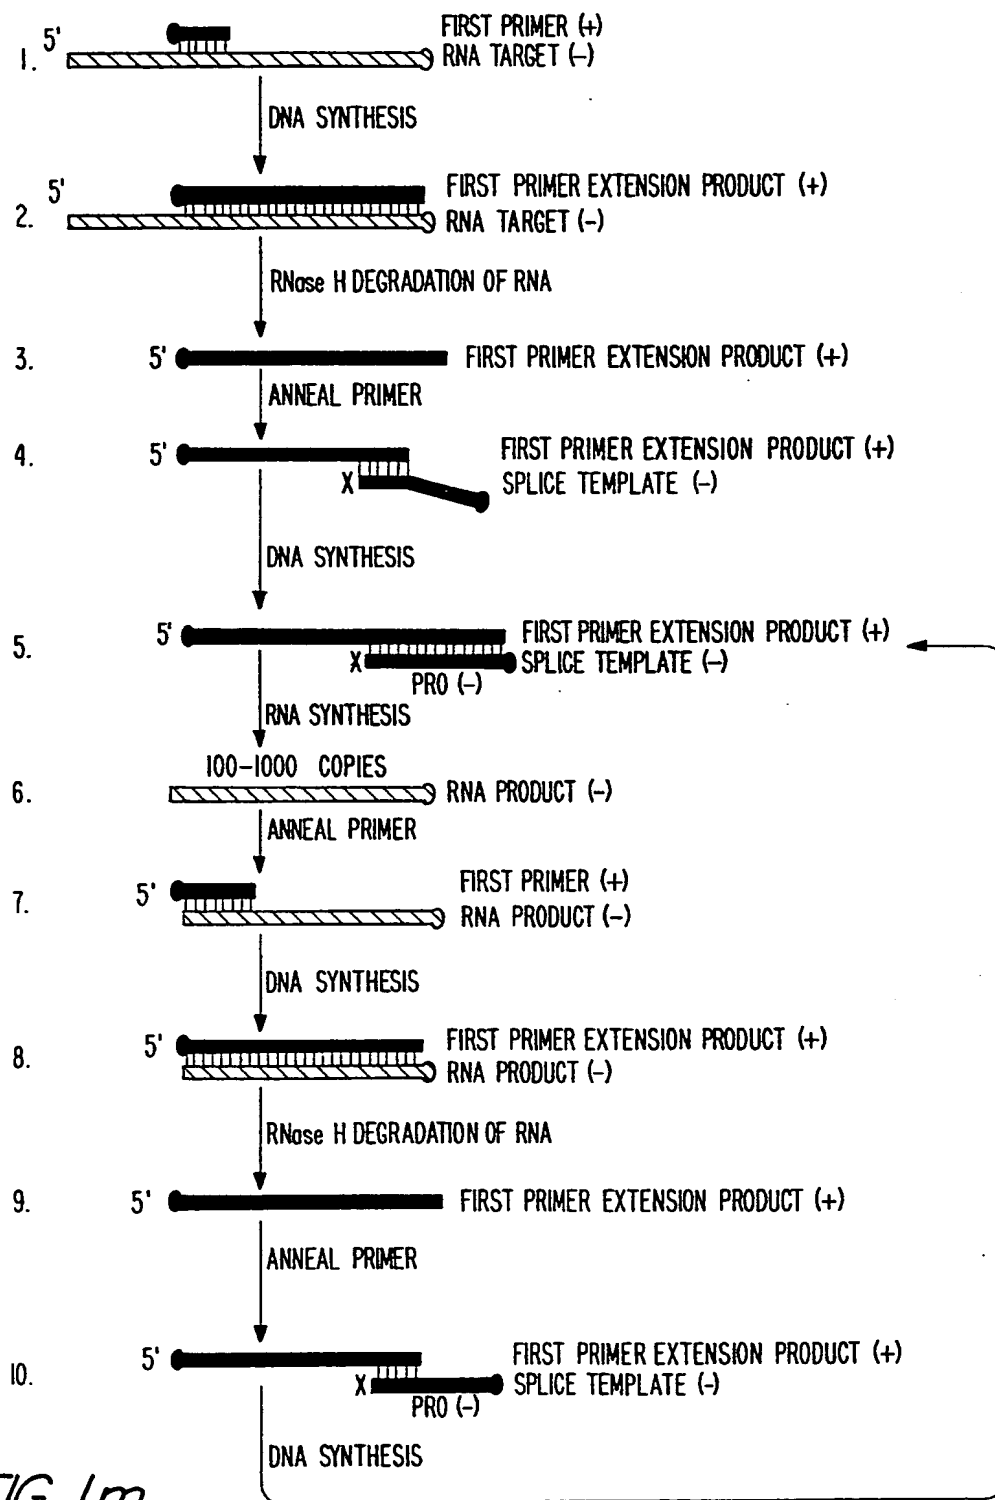 5' FIRST PRIMER (+)
1. RNA TARGET (-)
DNA SYNTHESIS
5' FIRST PRIMER EXTENSION PRODUCT (+)
2. RNA TARGET (-)
RNase H DEGRADATION OF RNA
3. 5' FIRST PRIMER EXTENSION PRODUCT (+)
ANNEAL PRIMER
4. 5' FIRST PRIMER EXTENSION PRODUCT (+)
X SPLICE TEMPLATE (-)
DNA SYNTHESIS
5. 5' FIRST PRIMER EXTENSION PRODUCT (+)
X SPLICE TEMPLATE (-)
PRO (-)
RNA SYNTHESIS
100-1000 COPIES
6. RNA PRODUCT (-)
ANNEAL PRIMER
7. 5' FIRST PRIMER (+)
RNA PRODUCT (-)
DNA SYNTHESIS
8. 5' FIRST PRIMER EXTENSION PRODUCT (+)
RNA PRODUCT (-)
RNase H DEGRADATION OF RNA
9. 5' FIRST PRIMER EXTENSION PRODUCT (+)
ANNEAL PRIMER
10. 5' FIRST PRIMER EXTENSION PRODUCT (+)
X SPLICE TEMPLATE (-)
PRO (-)
DNA SYNTHESIS